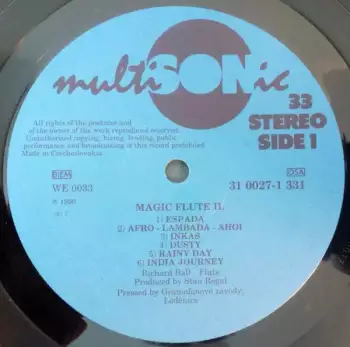 multiSONic
33
STEREO
SIDE 1
All rights of the producer and
of the owner of the work reproduced reserved.
Unauthorized copying, hiring, lending, public
performance and broadcasting of this record prohibited.
Made in Czechoslovakia
BIEM
OSA
WE 0033
31 0027-1 331
MAGIC FLUTE II.
1) ESPADA
2) AFRO - LAMBADA - AHOI
3) INKAS
4) DUSTY
5) RAINY DAY
6) INDIA JOURNEY
Richard Ball - Flute
Produced by Stan Regal
Pressed by Gramofonové závody,
Loděnice